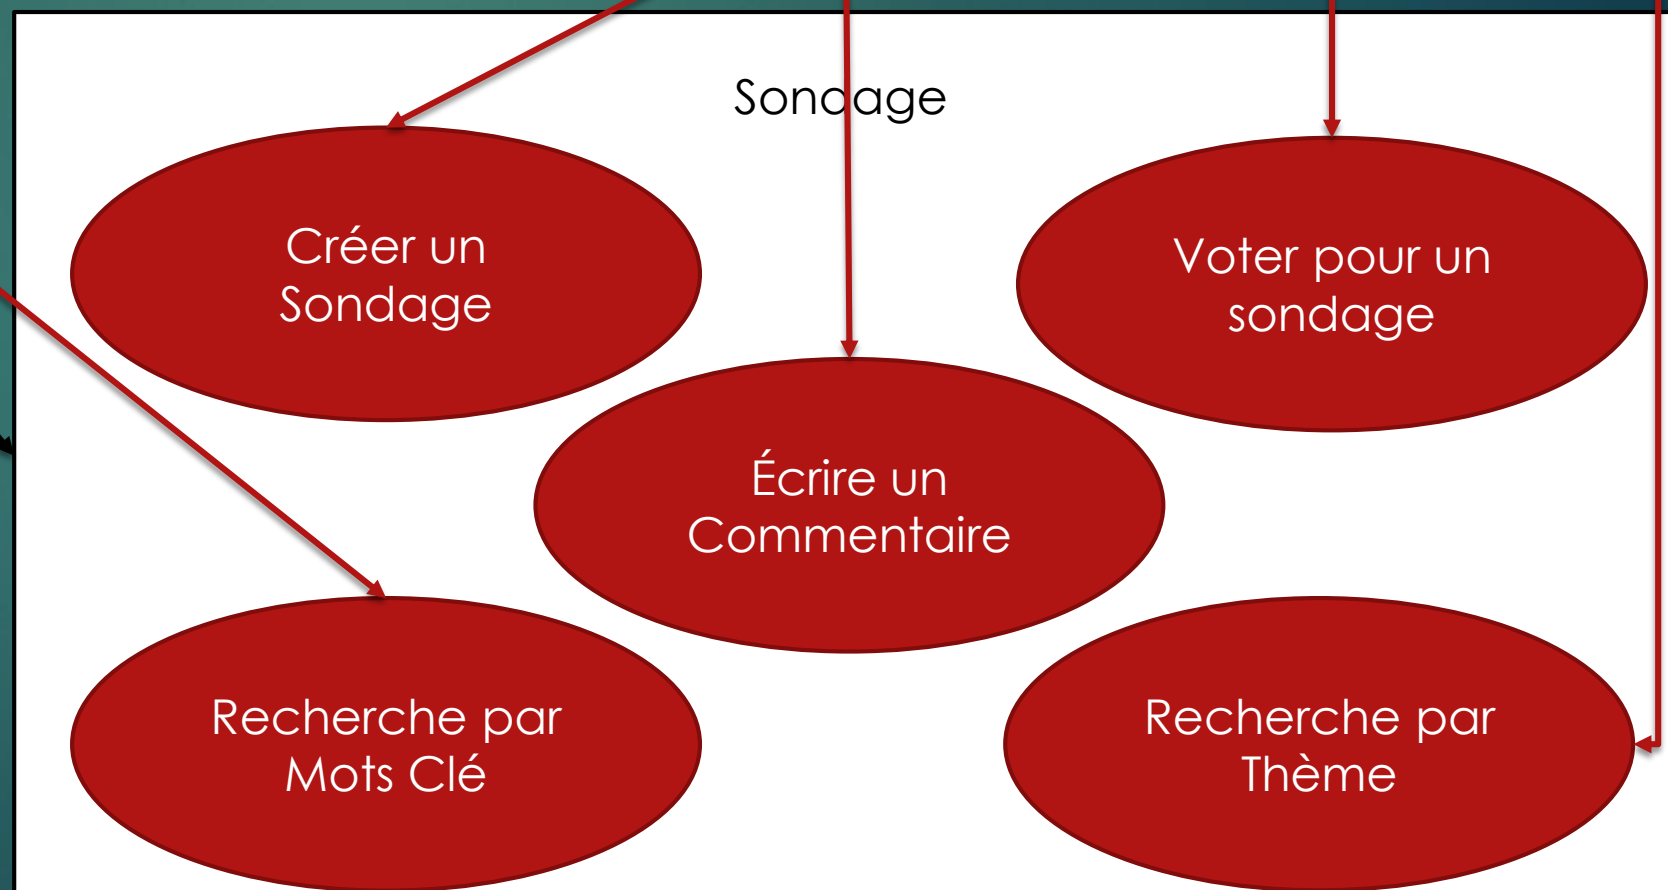 Sondage
Créer un
Sondage
Voter pour un
sondage
Écrire un
Commentaire
Recherche par
Mots Clé
Recherche par
Thème